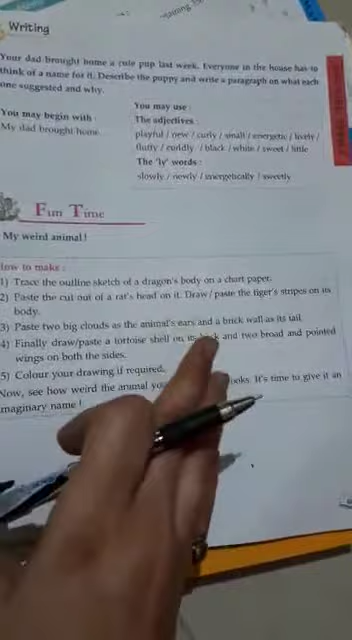 Writing
Your dad brought home a cute pup last week. Everyone in the house has to
think of a name for it. Describe the puppy and write a paragraph on what each
one suggested and why.
You may begin with :
My dad brought home
You may use :
The adjectives :
playful / new / curly / small / energetic / lively /
fluffy / cuddly / black / white / sweet / little
The 'ly' words :
slowly / newly / energetically / sweetly
Fun Time
My weird animal !
How to make :
1) Trace the outline sketch of a dragon's body on a chart paper.
2) Paste the cut out of a rat's head on it. Draw / paste the tiger's stripes on its
body.
3) Paste two big clouds as the animal's ears and a brick wall as its tail.
4) Finally draw/paste a tortoise shell on its back and two broad and pointed
wings on both the sides.
5) Colour your drawing if required.
Now, see how weird the animal looks. It's time to give it an
imaginary name !